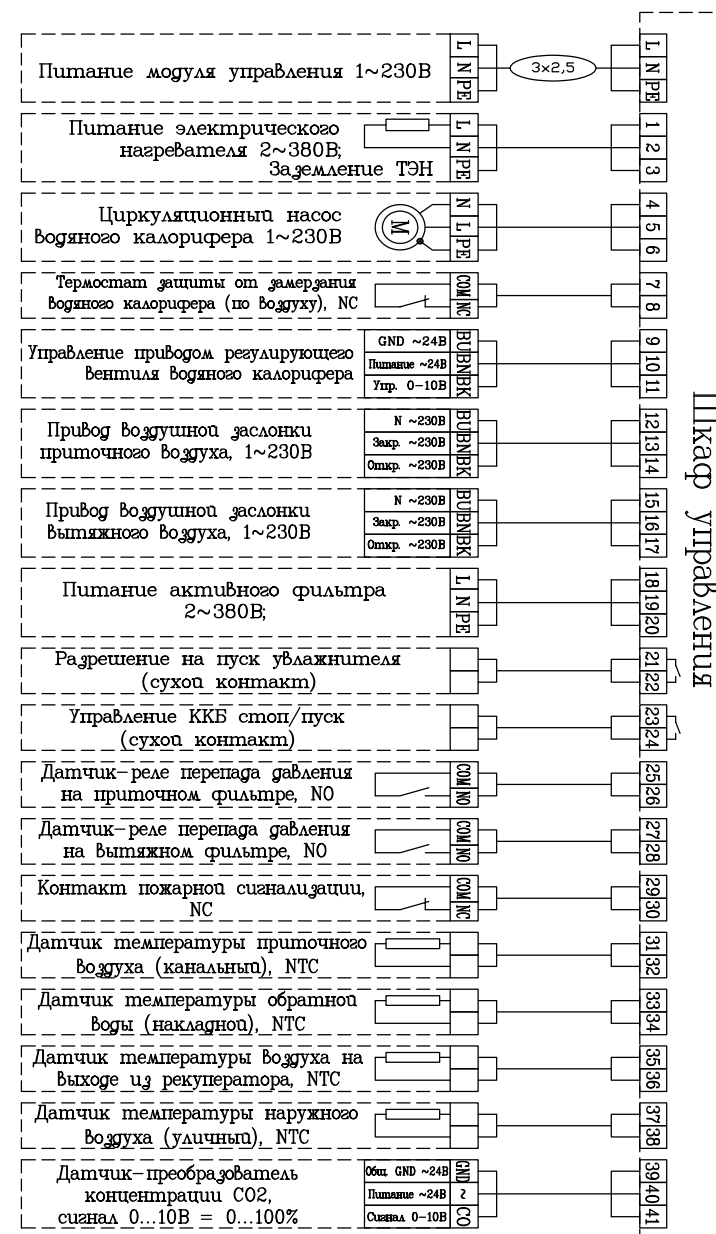 Питание модуля управления 1~230В
L
N
PE
3x2,5
L
N
PE
Питание электрического
нагревателя 2~380В;
Заземление ТЭН
L
N
PE
1
2
3
Циркуляционный насос
водяного калорифера 1~230В
M
N
L
PE
4
5
6
Термостат защиты от замерзания
водяного калорифера (по воздуху), NC
COM
NC
7
8
Управление приводом регулирующего
вентиля водяного калорифера
GND ~24В
Питание ~24В
Упр. 0-10В
BU
BN
BK
9
10
11
Привод воздушной заслонки
приточного воздуха, 1~230В
N ~230В
Закр. ~230В
Откр. ~230В
BU
BN
BK
12
13
14
Привод воздушной заслонки
вытяжного воздуха, 1~230В
N ~230В
Закр. ~230В
Откр. ~230В
BU
BN
BK
15
16
17
Питание активного фильтра
2~380В;
L
N
PE
18
19
20
Разрешение на пуск увлажнителя
(сухой контакт)
21
22
Управление ККБ стоп/пуск
(сухой контакт)
23
24
Датчик-реле перепада давления
на приточном фильтре, NO
COM
NO
25
26
Датчик-реле перепада давления
на вытяжном фильтре, NO
COM
NO
27
28
Контакт пожарной сигнализации,
NC
COM
NC
29
30
Датчик температуры приточного
воздуха (канальный), NTC
31
32
Датчик температуры обратной
воды (накладной), NTC
33
34
Датчик температуры воздуха на
выходе из рекуператора, NTC
35
36
Датчик температуры наружного
воздуха (уличный), NTC
37
38
Датчик-преобразователь
концентрации CO2,
сигнал 0...10В = 0...100%
Общ. GND ~24В
Питание ~24В
Сигнал 0-10В
GND
~
CO
39
40
41
Шкаф управления